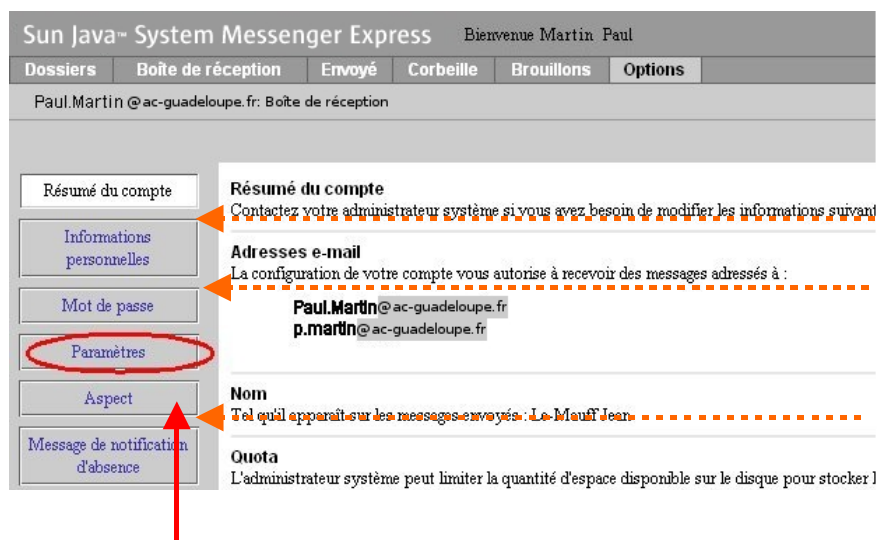 Sun Java™ System Messenger Express Bienvenue Martin Paul
Dossiers Boîte de réception Envoyé Corbeille Brouillons Options
Paul.Martin @ac-guadeloupe.fr: Boîte de réception
Résumé du compte
Informations
personnelles
Mot de passe
Paramètres
Aspect
Message de notification
d'absence
Résumé du compte
Contactez votre administrateur système si vous avez besoin de modifier les informations suivant
Adresses e-mail
La configuration de votre compte vous autorise à recevoir des messages adressés à :
Paul.Martin@ac-guadeloupe.fr
p.martin@ac-guadeloupe.fr
Nom
Tel qu'il apparaît sur les messages envoyés : Le-Mauff Jean
Quota
L'administrateur système peut limiter la quantité d'espace disponible sur le disque pour stocker